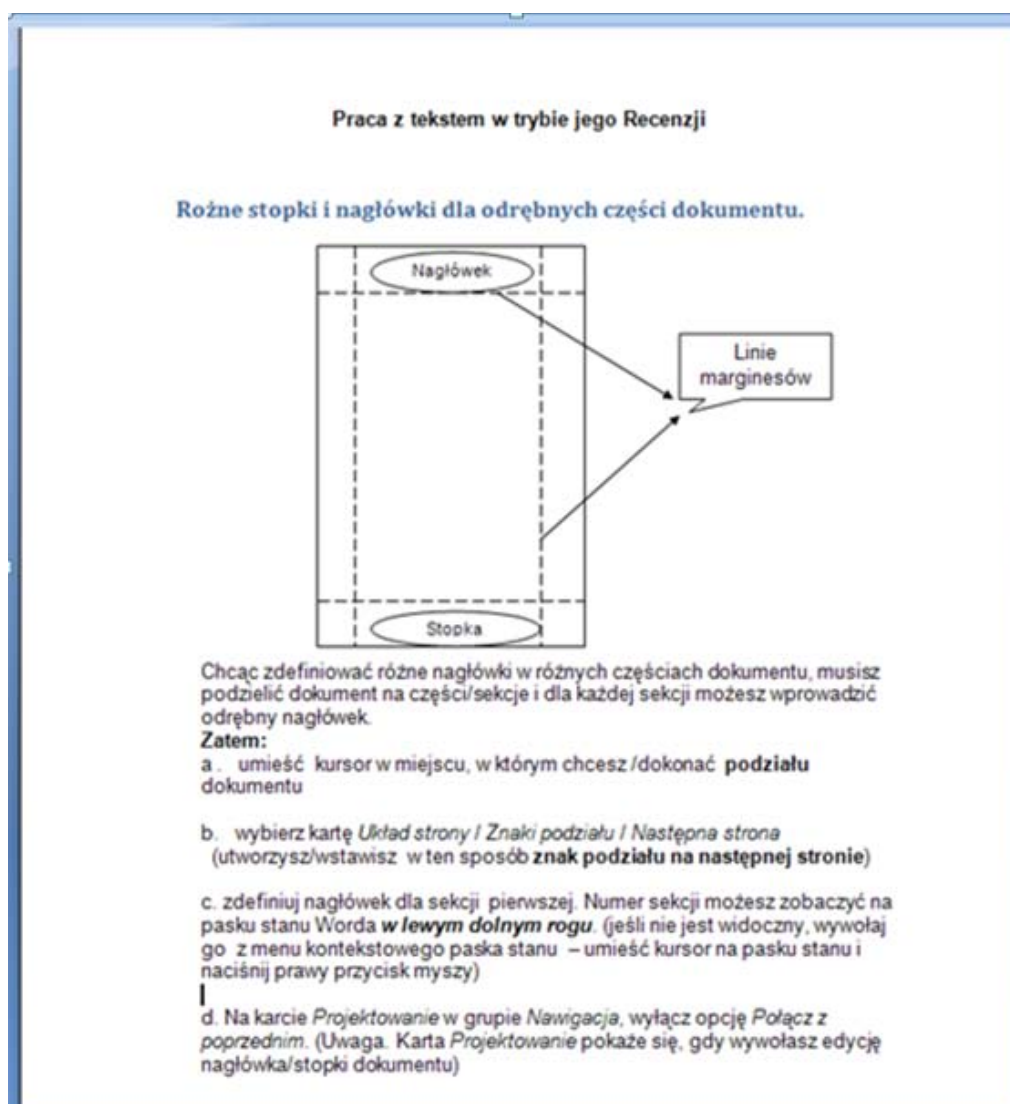 Praca z tekstem w trybie jego Recenzji
Rożne stopki i nagłówki dla odrębnych części dokumentu.
Nagłówek
Linie
marginesów
Stopka
Chcąc zdefiniować różne nagłówki w różnych częściach dokumentu, musisz
podzielić dokument na części/sekcje i dla każdej sekcji możesz wprowadzić
odrębny nagłówek.
Zatem:
a . umieść kursor w miejscu, w którym chcesz /dokonać podziału
dokumentu
b. wybierz kartę Układ strony / Znaki podziału / Następna strona
(utworzysz/wstawisz w ten sposób znak podziału na następnej stronie)
c. zdefiniuj nagłówek dla sekcji pierwszej. Numer sekcji możesz zobaczyć na
pasku stanu Worda w lewym dolnym rogu. (jeśli nie jest widoczny, wywołaj
go z menu kontekstowego paska stanu – umieść kursor na pasku stanu i
naciśnij prawy przycisk myszy)
d. Na karcie Projektowanie w grupie Nawigacja, wyłącz opcję Połącz z
poprzednim. (Uwaga. Karta Projektowanie pokaże się, gdy wywołasz edycję
nagłówka/stopki dokumentu)